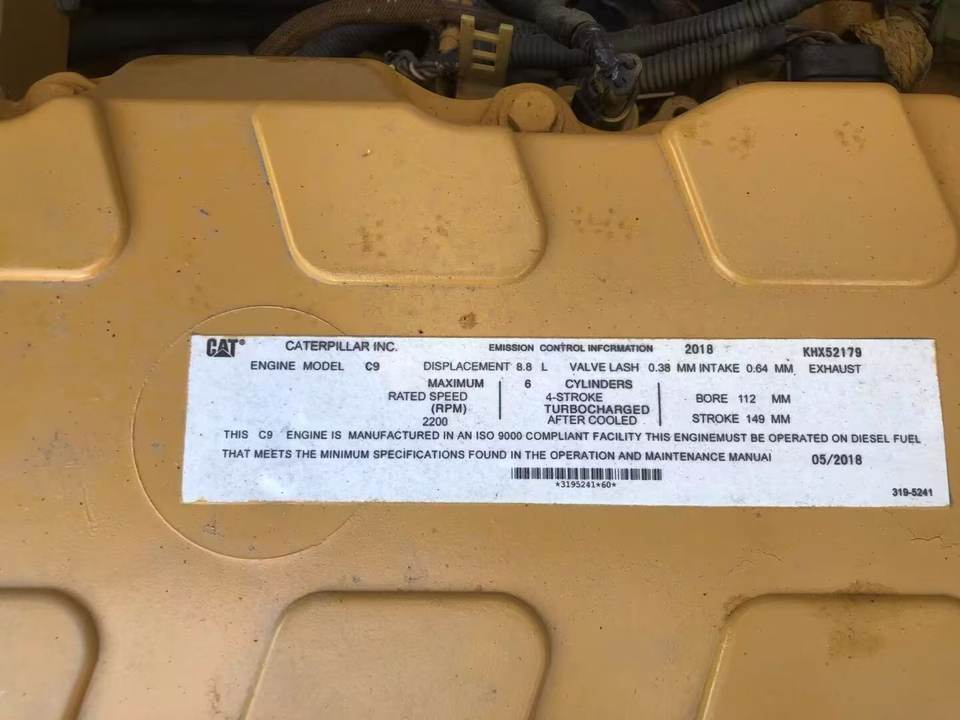 CAT® CATERPILLAR INC. EMISSION CONTROL INFCRMATION 2018 KHX52179
ENGINE MODEL C9 DISPLACEMENT 8.8 L VALVE LASH 0.38 MM INTAKE 0.64 MM EXHAUST
MAXIMUM 6 CYLINDERS
RATED SPEED 4-STROKE BORE 112 MM
(RPM) TURBOCHARGED
2200 AFTER COOLED STROKE 149 MM
THIS C9 ENGINE IS MANUFACTURED IN AN ISO 9000 COMPLIANT FACILITY THIS ENGINEMUST BE OPERATED ON DIESEL FUEL
THAT MEETS THE MINIMUM SPECIFICATIONS FOUND IN THE OPERATION AND MAINTENANCE MANUAI 05/2018
*3195241*60*
319-5241